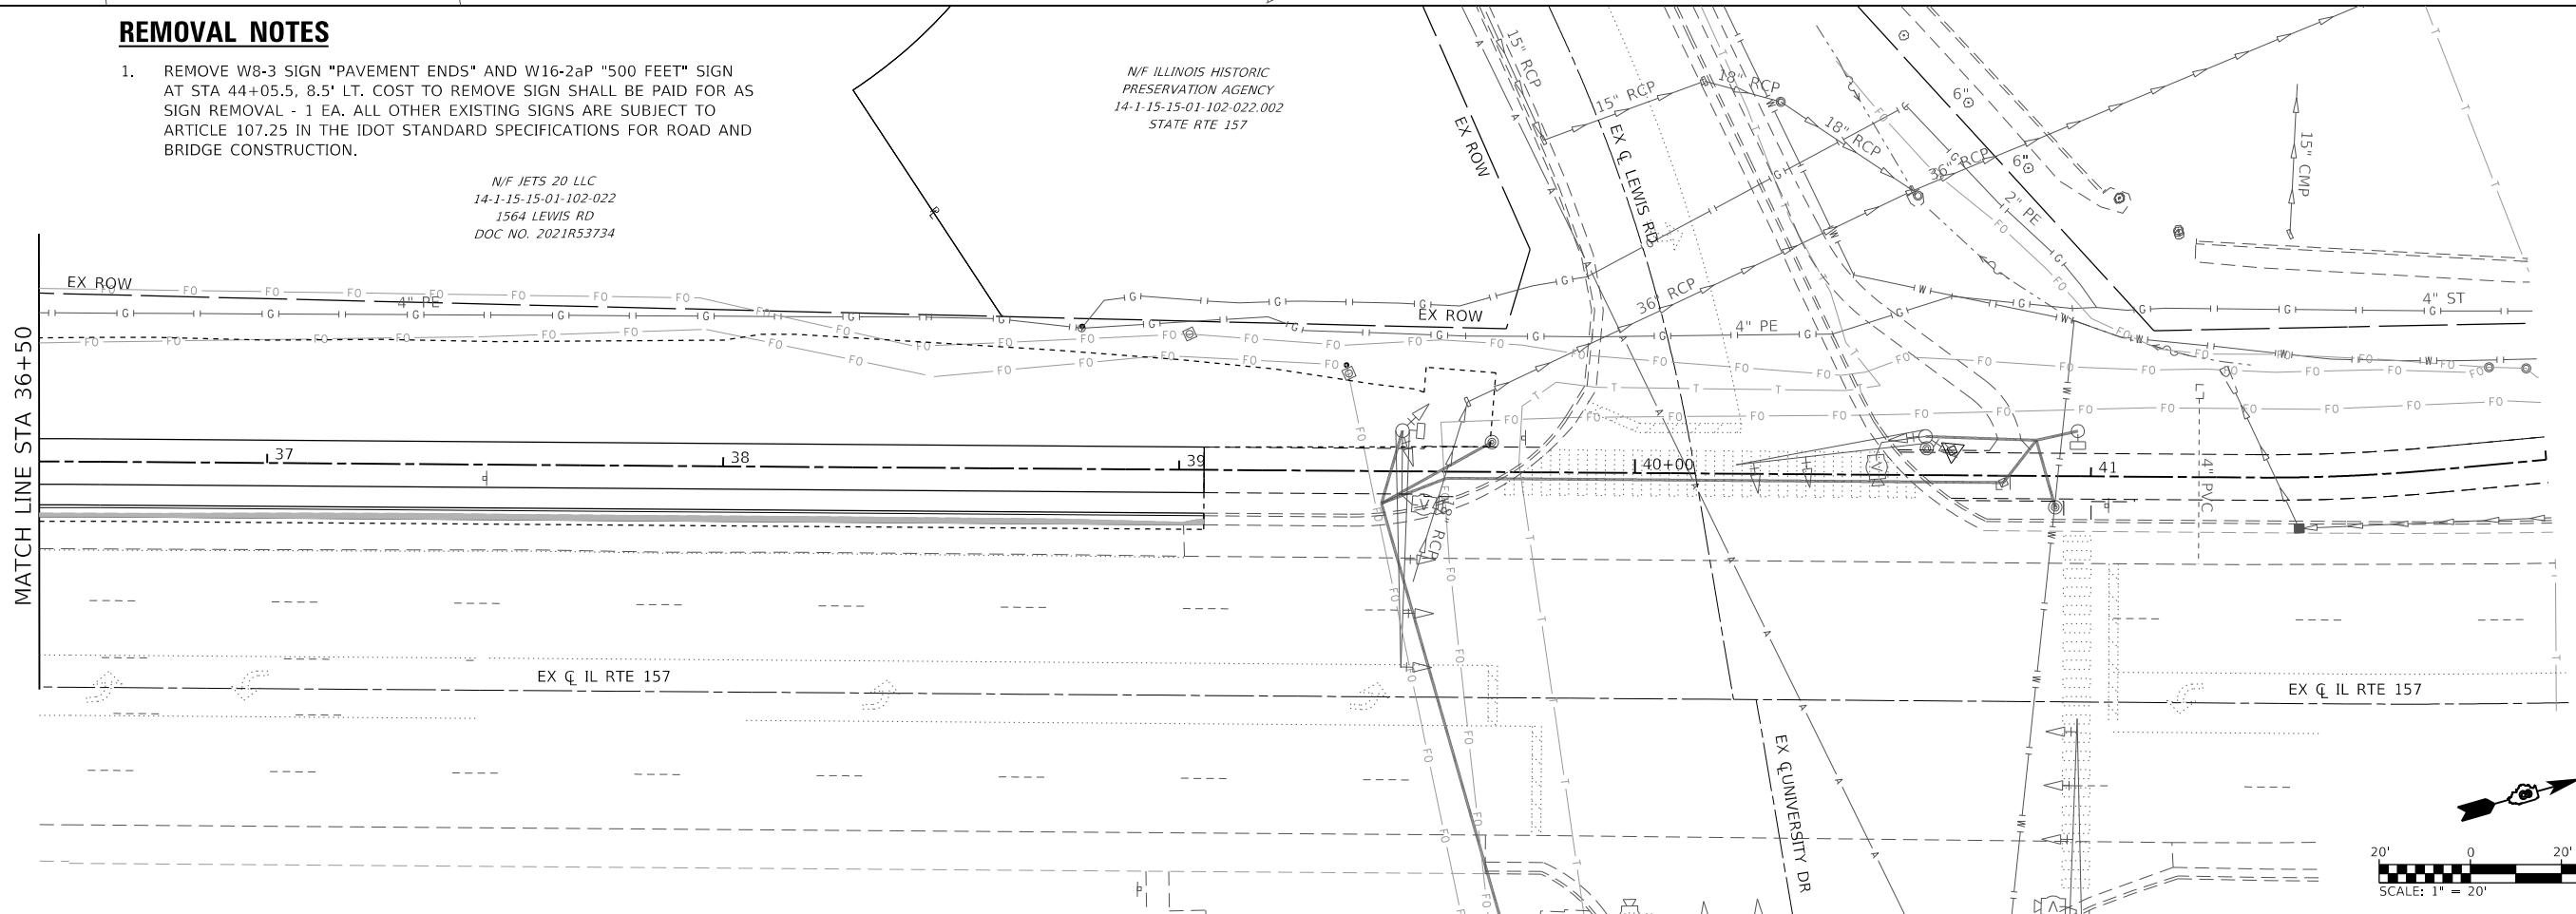 REMOVAL NOTES
1. REMOVE W8-3 SIGN "PAVEMENT ENDS" AND W16-2aP "500 FEET" SIGN
AT STA 44+05.5, 8.5' LT. COST TO REMOVE SIGN SHALL BE PAID FOR AS
SIGN REMOVAL - 1 EA. ALL OTHER EXISTING SIGNS ARE SUBJECT TO
ARTICLE 107.25 IN THE IDOT STANDARD SPECIFICATIONS FOR ROAD AND
BRIDGE CONSTRUCTION.
N/F JETS 20 LLC
14-1-15-15-01-102-022
1564 LEWIS RD
DOC NO. 2021R53734
N/F ILLINOIS HISTORIC
PRESERVATION AGENCY
14-1-15-15-01-102-022.002
STATE RTE 157
EX ROW
15" RCP
15" RCP
18" RCP
18" RCP
36" RCP
EX ℄ LEWIS RD
6"
6"
2" PE
15" CMP
MATCH LINE STA 36+50
EX ROW
4" PE
36" RCP
EX ROW
4" PE
4" ST
37
38
39
40+00
41
18" RCP
4" PVC
EX ℄ IL RTE 157
EX ℄ IL RTE 157
EX ℄ UNIVERSITY DR
20' 0 20'
SCALE: 1" = 20'